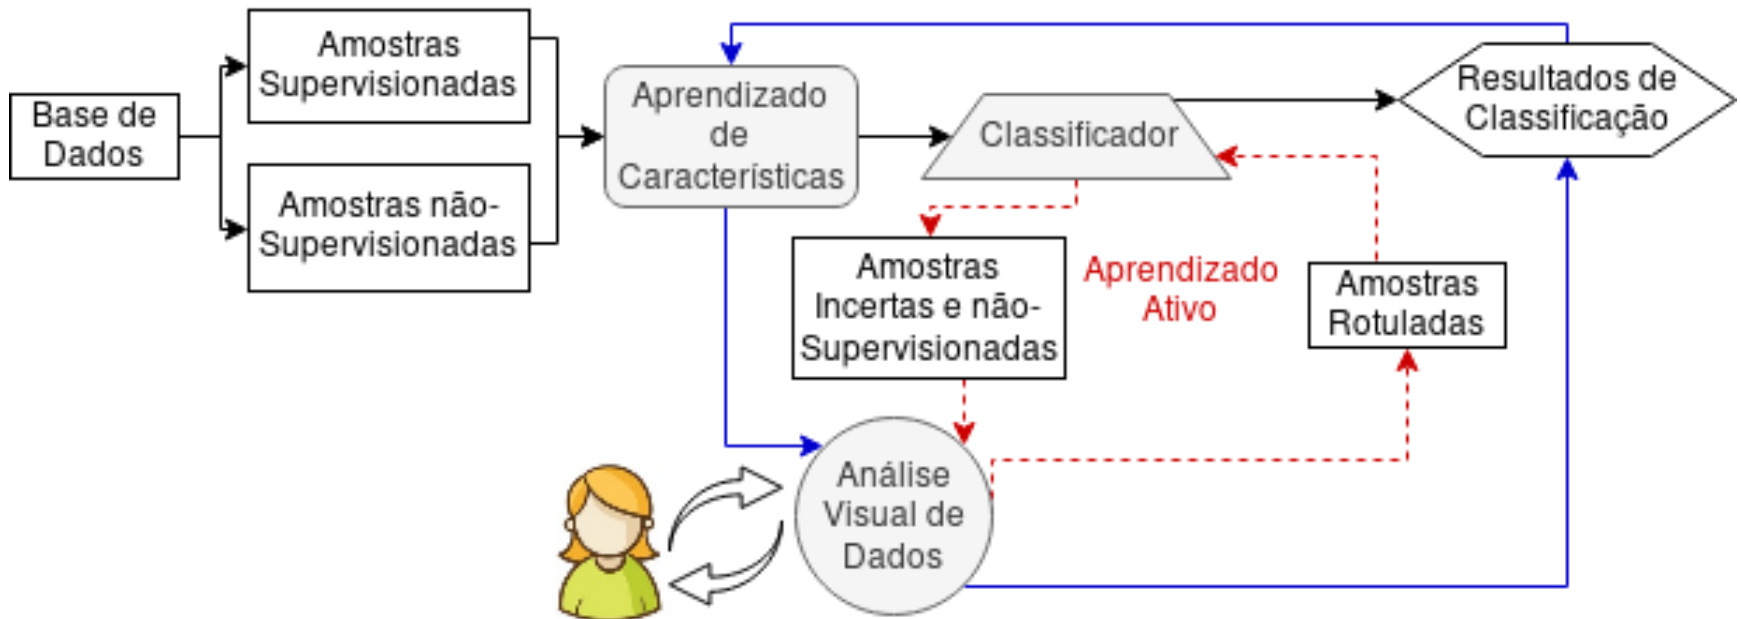 Base de
Dados
Amostras
Supervisionadas
Amostras não-
Supervisionadas
Aprendizado
de
Características
Classificador
Resultados de
Classificação
Amostras
Incertas e não-
Supervisionadas
Aprendizado
Ativo
Amostras
Rotuladas
Análise
Visual de
Dados